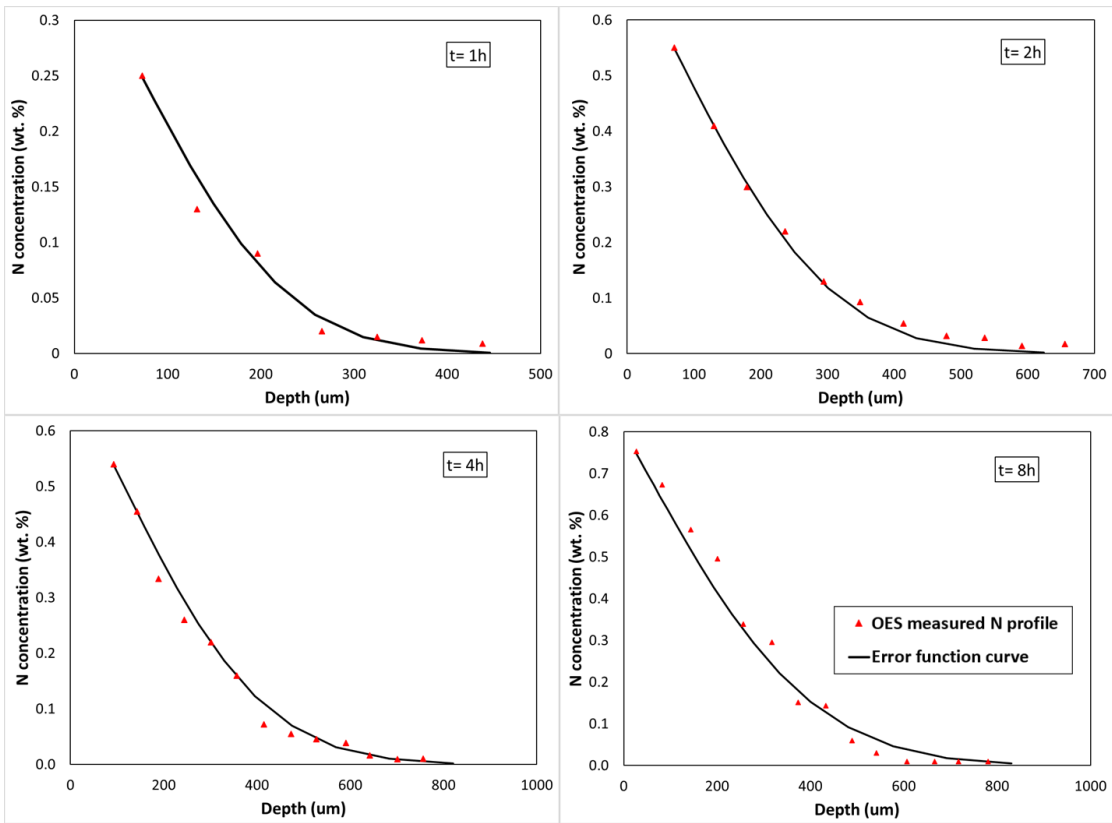 0.3
0.25
0.2
0.15
0.1
0.05
0
0 100 200 300 400 500
N concentration (wt. %)
Depth (um)
t= 1h
0.6
0.5
0.4
0.3
0.2
0.1
0
0 100 200 300 400 500 600 700
N concentration (wt. %)
Depth (um)
t= 2h
0.6
0.5
0.4
0.3
0.2
0.1
0.0
0 200 400 600 800 1000
N concentration (wt. %)
Depth (um)
t= 4h
0.8
0.7
0.6
0.5
0.4
0.3
0.2
0.1
0.0
0 200 400 600 800 1000
N concentration (wt. %)
Depth (um)
t= 8h
OES measured N profile
Error function curve